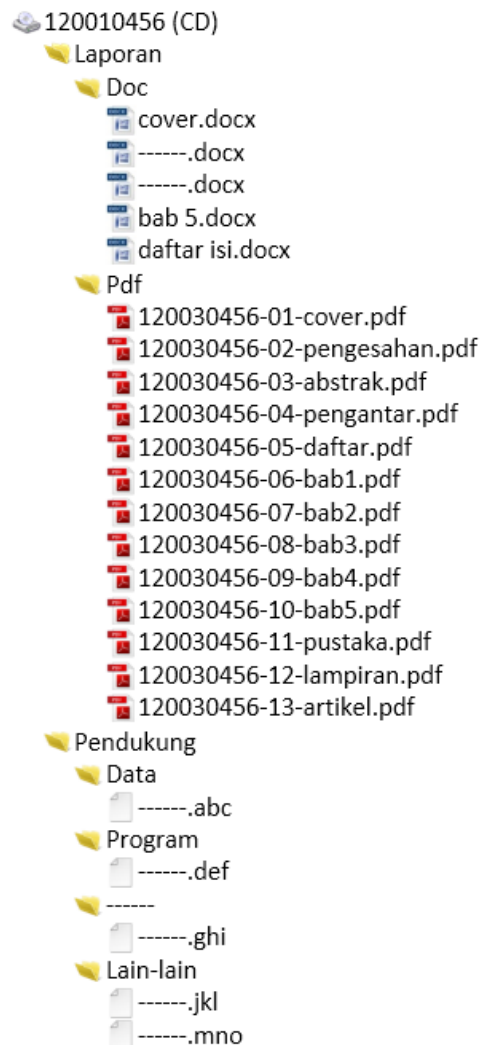 120010456 (CD)
Laporan
Doc
cover.docx
------.docx
------.docx
bab 5.docx
daftar isi.docx
Pdf
120030456-01-cover.pdf
120030456-02-pengesahan.pdf
120030456-03-abstrak.pdf
120030456-04-pengantar.pdf
120030456-05-daftar.pdf
120030456-06-bab1.pdf
120030456-07-bab2.pdf
120030456-08-bab3.pdf
120030456-09-bab4.pdf
120030456-10-bab5.pdf
120030456-11-pustaka.pdf
120030456-12-lampiran.pdf
120030456-13-artikel.pdf
Pendukung
Data
------.abc
Program
------.def
------
------.ghi
Lain-lain
------.jkl
------.mno